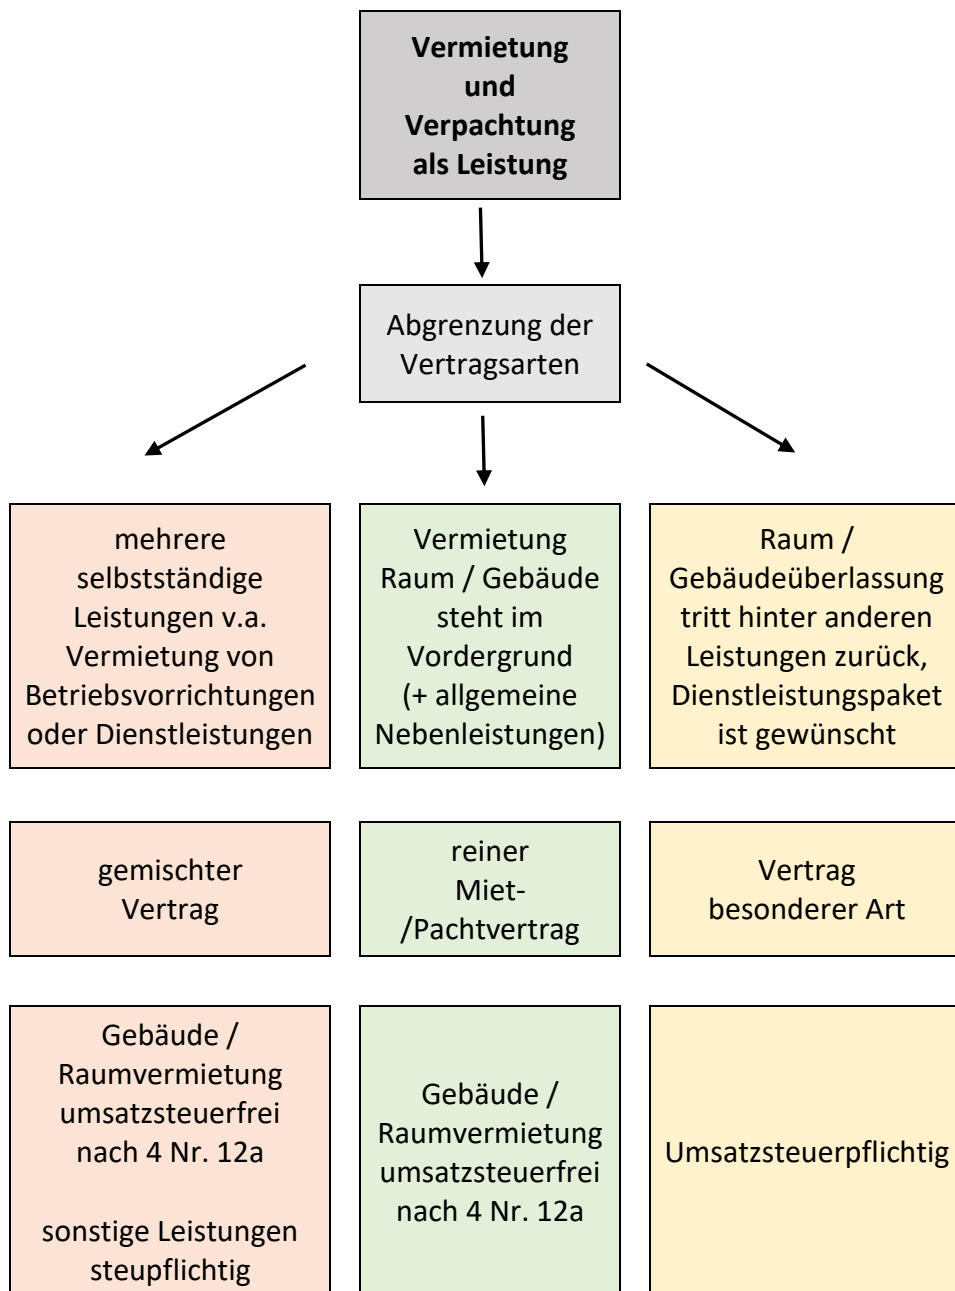 Vermietung
und
Verpachtung
als Leistung
Abgrenzung der
Vertragsarten
mehrere
selbstständige
Leistungen v.a.
Vermietung von
Betriebsvorrichtungen
oder Dienstleistungen
Vermietung
Raum / Gebäude
steht im
Vordergrund
(+ allgemeine
Nebenleistungen)
Raum /
Gebäudeüberlassung
tritt hinter anderen
Leistungen zurück,
Dienstleistungspaket
ist gewünscht
gemischter
Vertrag
reiner
Miet-
/Pachtvertrag
Vertrag
besonderer Art
Gebäude /
Raumvermietung
umsatzsteuerfrei
nach 4 Nr. 12a
sonstige Leistungen
steupflichtig
Gebäude /
Raumvermietung
umsatzsteuerfrei
nach 4 Nr. 12a
Umsatzsteuerpflichtig